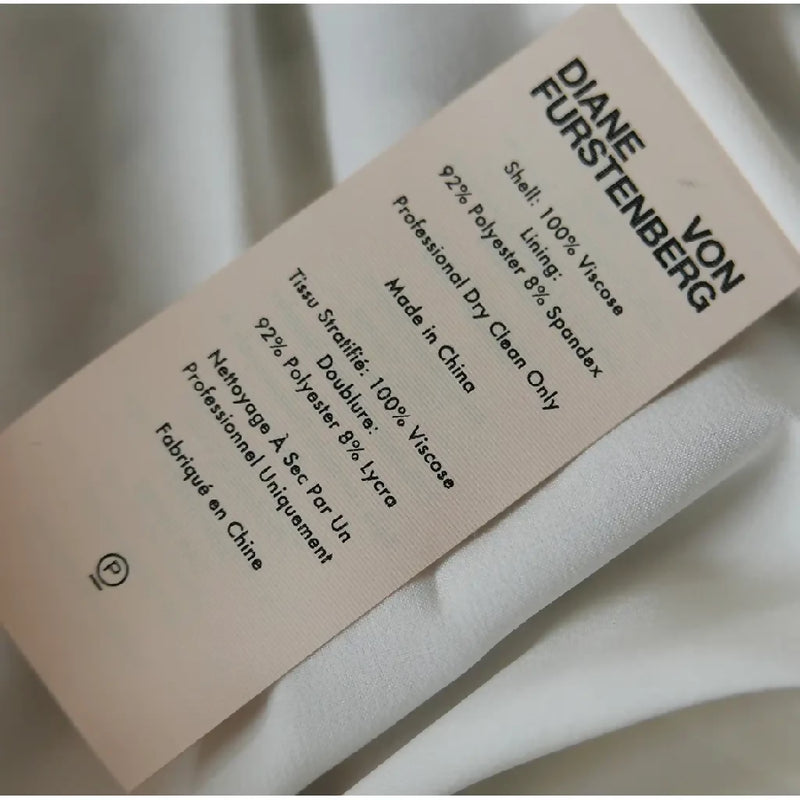 DIANE
VON
FURSTENBERG
Shell: 100% Viscose
Lining:
92% Polyester 8% Spandex
Professional Dry Clean Only
Made in China
Tissu Stratifié: 100% Viscose
Doublure:
92% Polyester 8% Lycra
Nettoyage À Sec Par Un
Professionnel Uniquement
Fabriqué en Chine
P